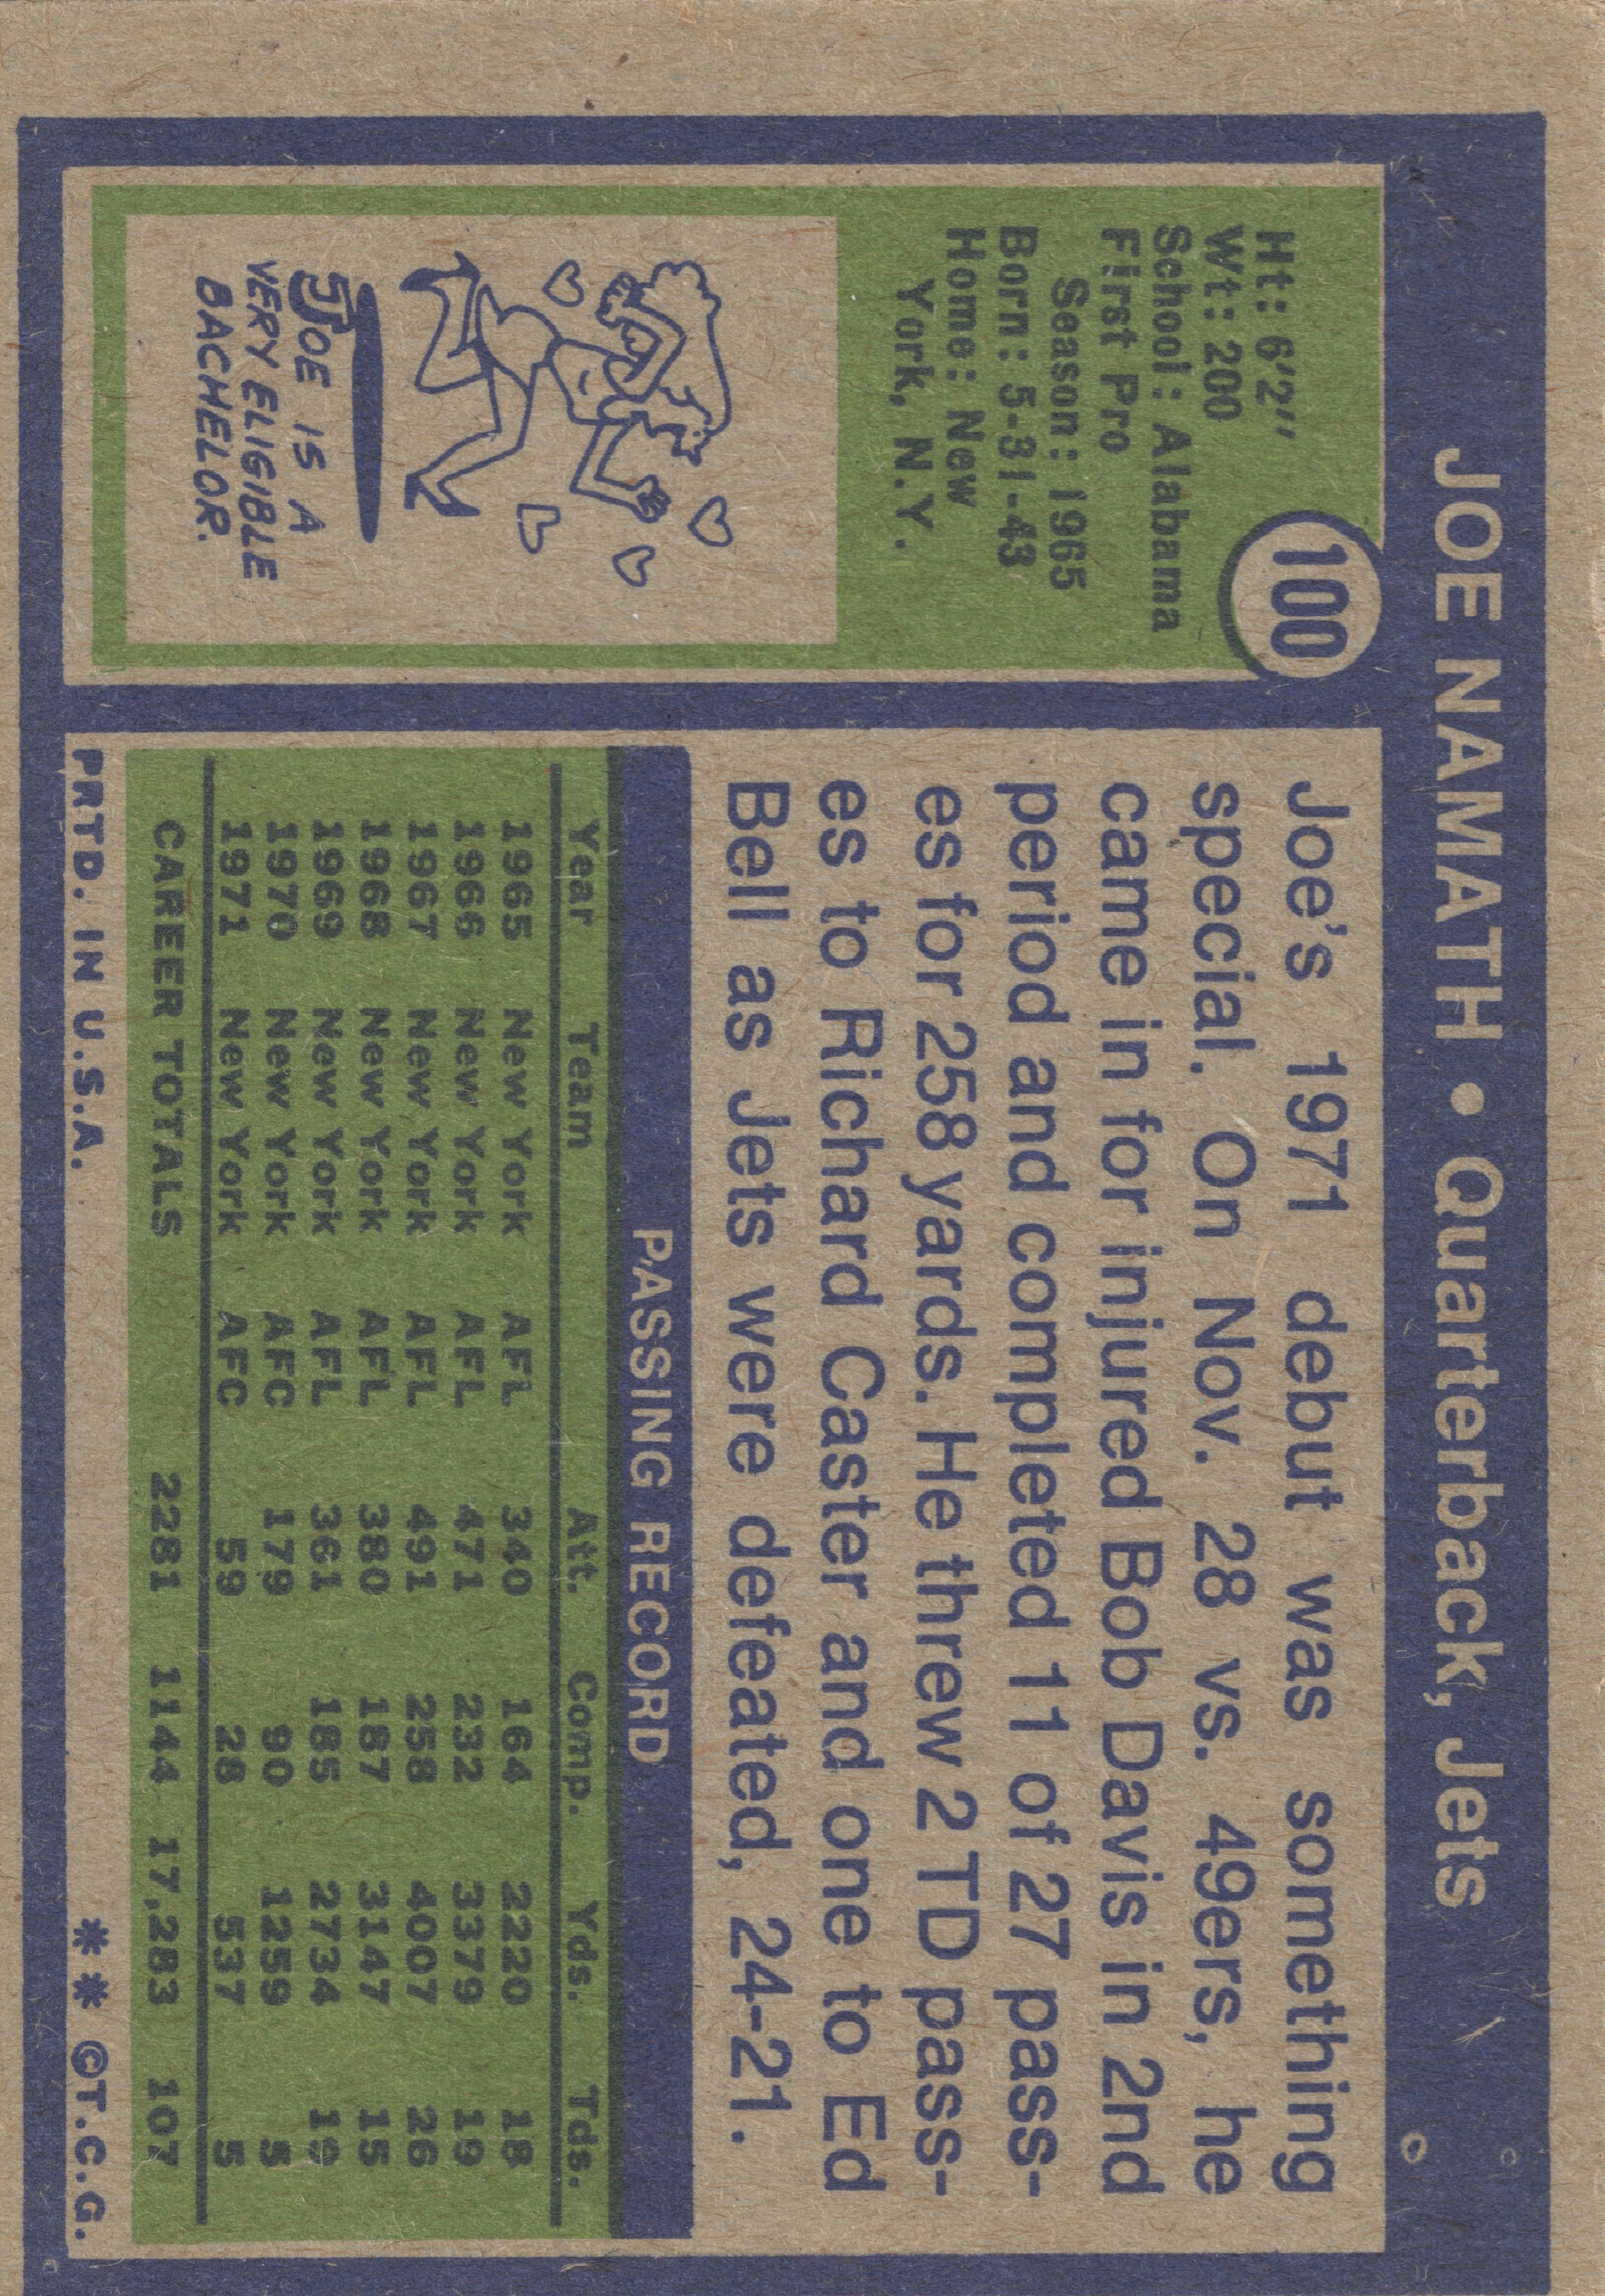 JOE NAMATH • Quarterback, Jets
100
Ht: 6'2"
Wt: 200
School: Alabama
First Pro
Season: 1965
Born: 5-31-43
Home: New
York, N.Y.
JOE IS A
VERY ELIGIBLE
BACHELOR.
Joe's 1971 debut was something
special. On Nov. 28 vs. 49ers, he
came in for injured Bob Davis in 2nd
period and completed 11 of 27 pass-
es for 258 yards. He threw 2 TD pass-
es to Richard Caster and one to Ed
Bell as Jets were defeated, 24-21.
PASSING RECORD
Year Team Att. Comp. Yds. Tds.
1965 New York AFL 340 164 2220 18
1966 New York AFL 471 232 3379 19
1967 New York AFL 491 258 4007 26
1968 New York AFL 380 187 3147 15
1969 New York AFL 361 185 2734 19
1970 New York AFC 179 90 1259 5
1971 New York AFC 59 28 537 5
CAREER TOTALS 2281 1144 17,283 107
PRTD. IN U.S.A. ** ©T.C.G.